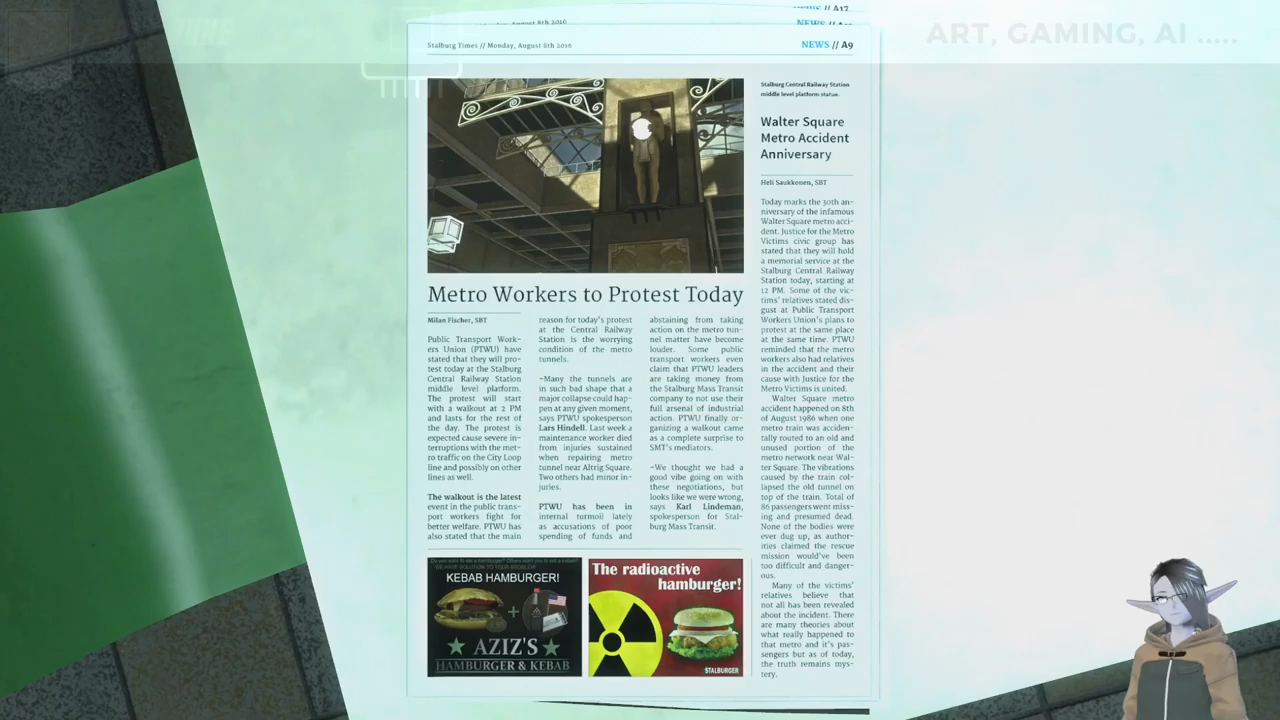 ART, GAMING, AI .....
NEWS // A17
Stalburg Times // Monday, August 8th 2016
NEWS // A9
Stalburg Central Railway Station
middle level platform statue.
Metro Workers to Protest Today
Milan Fischer, SBT
Public Transport Work-
ers Union (PTWU) have
stated that they will pro-
test today at the Stalburg
Central Railway Station
middle level platform.
The protest will start
with a walkout at 2 PM
and lasts for the rest of
the day. The protest is
expected cause severe in-
terruptions with the met-
ro traffic on the City Loop
line and possibly on other
lines as well.
The walkout is the latest
event in the public trans-
port workers fight for
better welfare. PTWU has
also stated that the main
reason for today's protest
at the Central Railway
Station is the worrying
condition of the metro
tunnels.
–Many the tunnels are
in such bad shape that a
major collapse could hap-
pen at any given moment,
says PTWU spokesperson
Lars Hindell. Last week a
maintenance worker died
from injuries sustained
when repairing metro
tunnel near Altrig Square.
Two others had minor in-
juries.
PTWU has been in
internal turmoil lately
as accusations of poor
spending of funds and
abstaining from taking
action on the metro tun-
nel matter have become
louder. Some public
transport workers even
claim that PTWU leaders
are taking money from
the Stalburg Mass Transit
company to not use their
full arsenal of industrial
action. PTWU finally or-
ganizing a walkout came
as a complete surprise to
SMT's mediators.
–We thought we had a
good vibe going on with
these negotiations, but
looks like we were wrong,
says Karl Lindeman,
spokesperson for Stal-
burg Mass Transit.
Walter Square
Metro Accident
Anniversary
Heli Saukkonen, SBT
Today marks the 30th an-
niversary of the infamous
Walter Square metro acci-
dent. Justice for the Metro
Victims civic group has
stated that they will hold
a memorial service at the
Stalburg Central Railway
Station today, starting at
12 PM. Some of the vic-
tims' relatives stated dis-
gust at Public Transport
Workers Union's plans to
protest at the same place
at the same time. PTWU
reminded that the metro
workers also had relatives
in the accident and their
cause with Justice for the
Metro Victims is united.
Walter Square metro
accident happened on 8th
of August 1986 when one
metro train was acciden-
tally routed to an old and
unused portion of the
metro network near Wal-
ter Square. The vibrations
caused by the train col-
lapsed the old tunnel on
top of the train. Total of
86 passengers went miss-
ing and presumed dead.
None of the bodies were
ever dug up, as author-
ities claimed the rescue
mission would've been
too difficult and danger-
ous.
Many of the victims'
relatives believe that
not all has been revealed
about the incident. There
are many theories about
what really happened to
that metro and it's pas-
sengers but as of today,
the truth remains mys-
tery.
KEBAB HAMBURGER!
AZIZ'S
HAMBURGER & KEBAB
The radioactive
hamburger!
STALBURGER